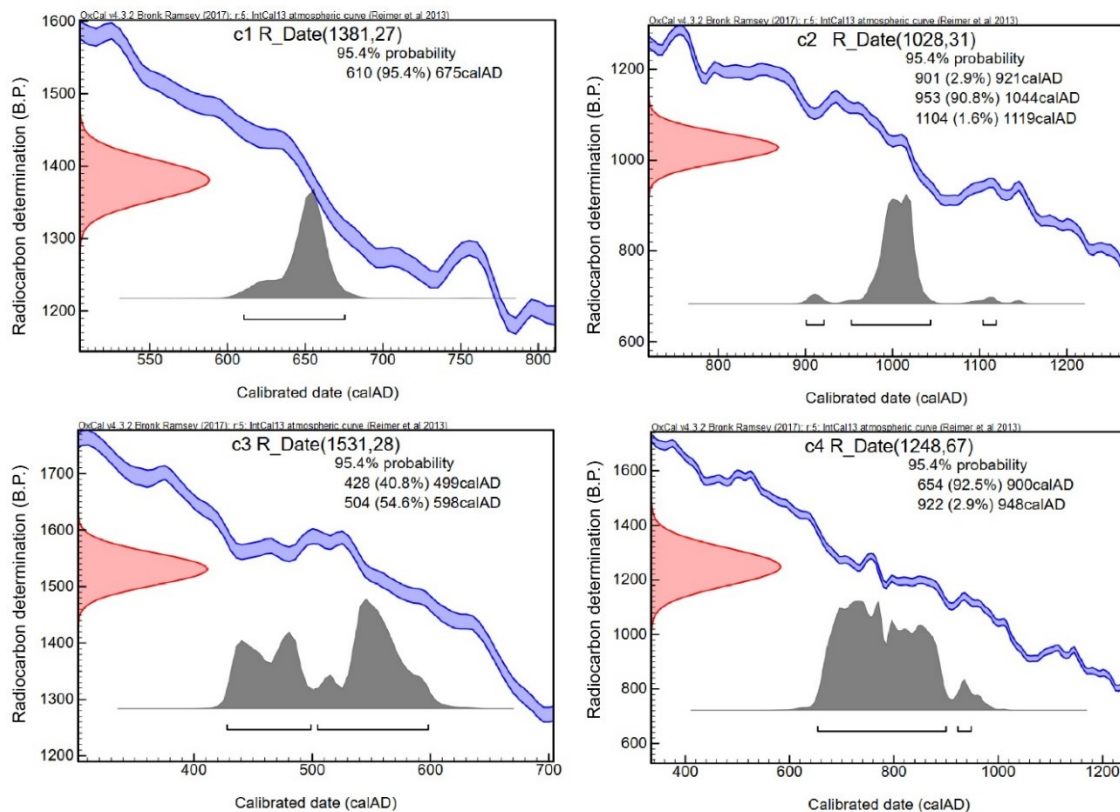 OxCal v4.3.2 Bronk Ramsey (2017); r:5; IntCal13 atmospheric curve (Reimer et al 2013)
c1 R_Date(1381,27)
95.4% probability
610 (95.4%) 675calAD
Radiocarbon determination (B.P.)
1600
1500
1400
1300
1200
550 600 650 700 750 800
Calibrated date (calAD)
OxCal v4.3.2 Bronk Ramsey (2017); r:5; IntCal13 atmospheric curve (Reimer et al 2013)
c2 R_Date(1028,31)
95.4% probability
901 (2.9%) 921calAD
953 (90.8%) 1044calAD
1104 (1.6%) 1119calAD
Radiocarbon determination (B.P.)
1200
1000
800
600
800 900 1000 1100 1200
Calibrated date (calAD)
OxCal v4.3.2 Bronk Ramsey (2017); r:5; IntCal13 atmospheric curve (Reimer et al 2013)
c3 R_Date(1531,28)
95.4% probability
428 (40.8%) 499calAD
504 (54.6%) 598calAD
Radiocarbon determination (B.P.)
1700
1600
1500
1400
1300
1200
400 500 600 700
Calibrated date (calAD)
OxCal v4.3.2 Bronk Ramsey (2017); r:5; IntCal13 atmospheric curve (Reimer et al 2013)
c4 R_Date(1248,67)
95.4% probability
654 (92.5%) 900calAD
922 (2.9%) 948calAD
Radiocarbon determination (B.P.)
1600
1400
1200
1000
800
600
400 600 800 1000 1200
Calibrated date (calAD)